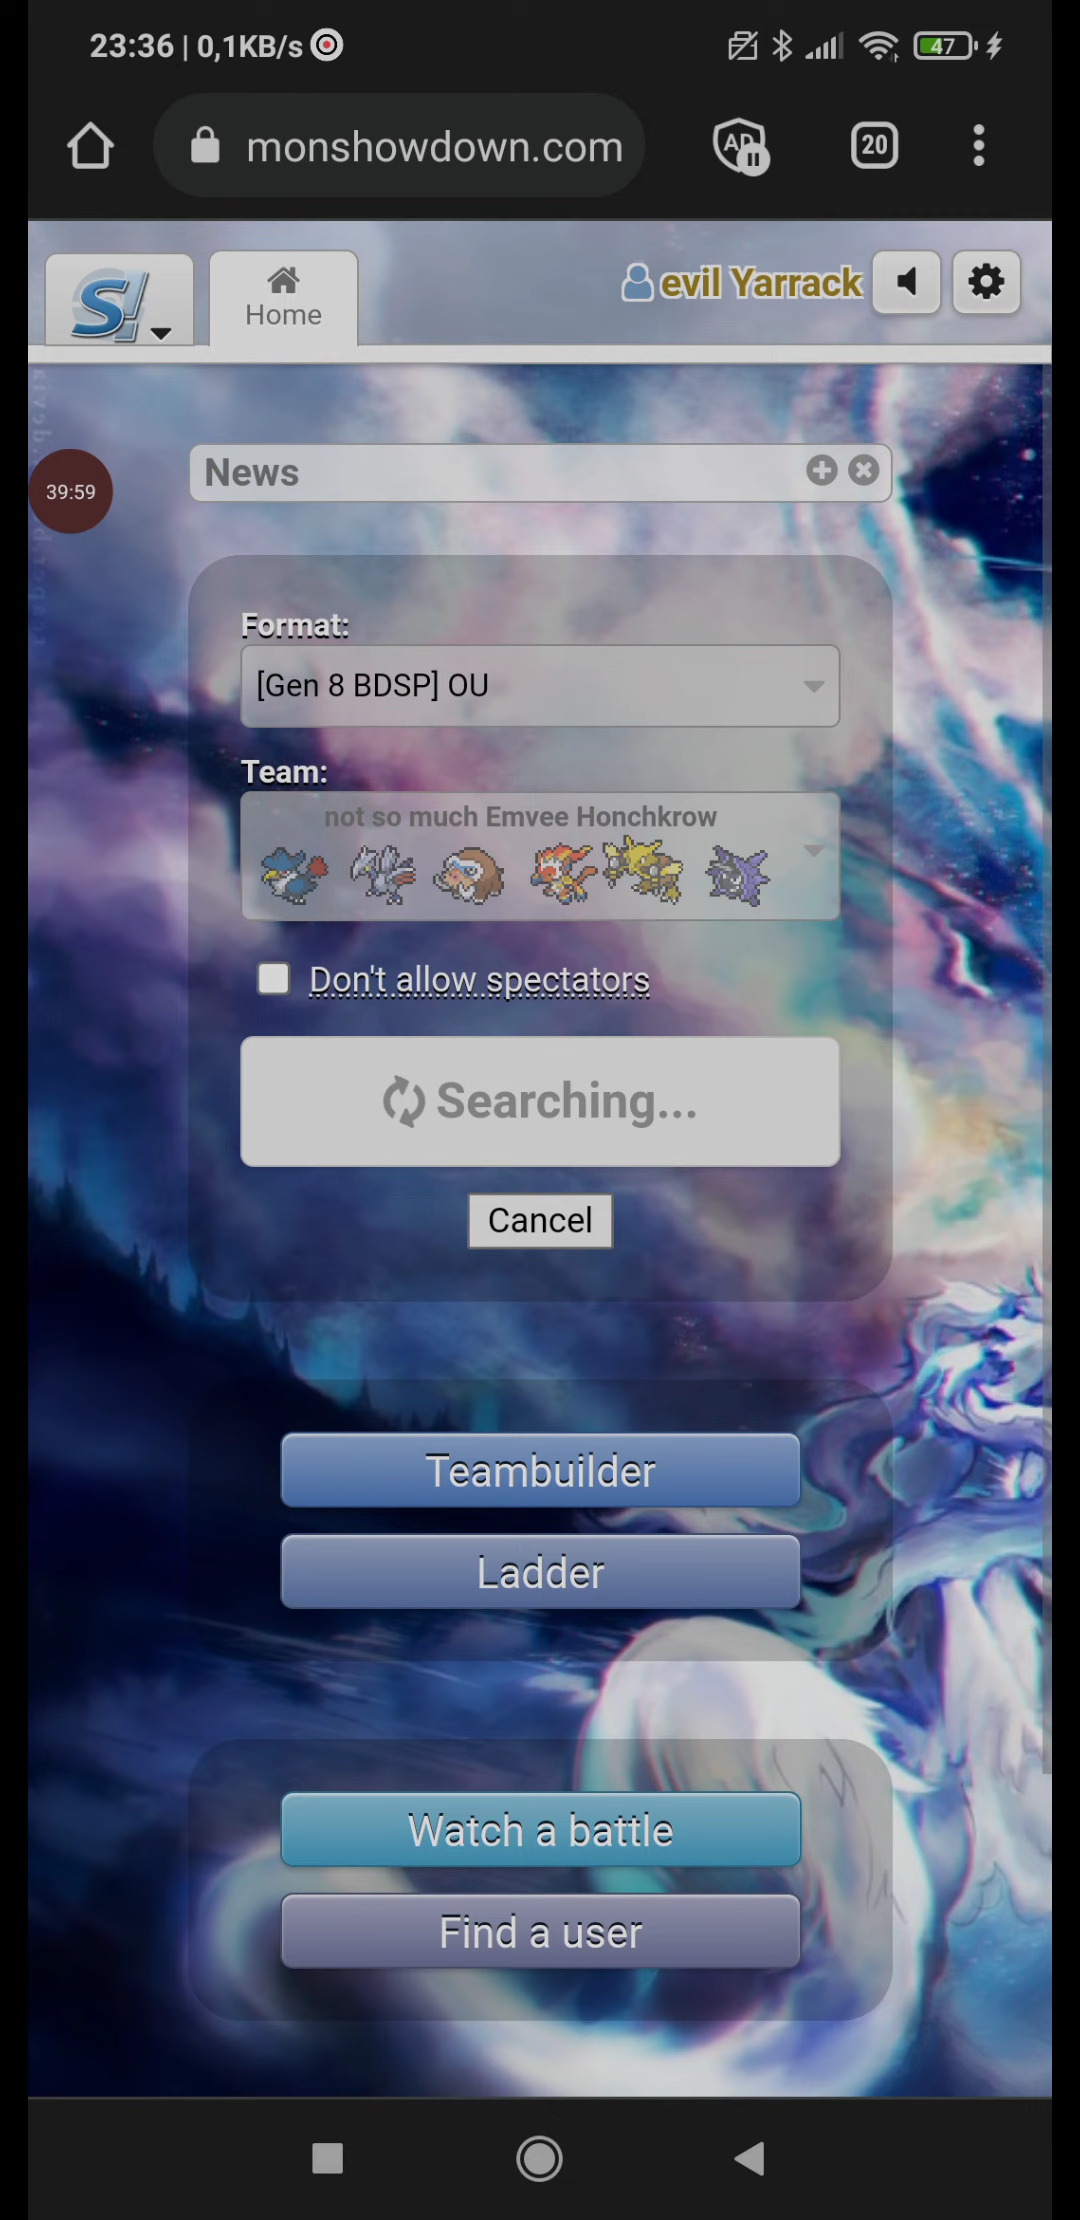 23:36 | 0,1KB/s
47
monshowdown.com
AD
20
S!
Home
evil Yarrack
39:59
News
Format:
[Gen 8 BDSP] OU
Team:
not so much Emvee Honchkrow
Don't allow spectators
Searching...
Cancel
Teambuilder
Ladder
Watch a battle
Find a user